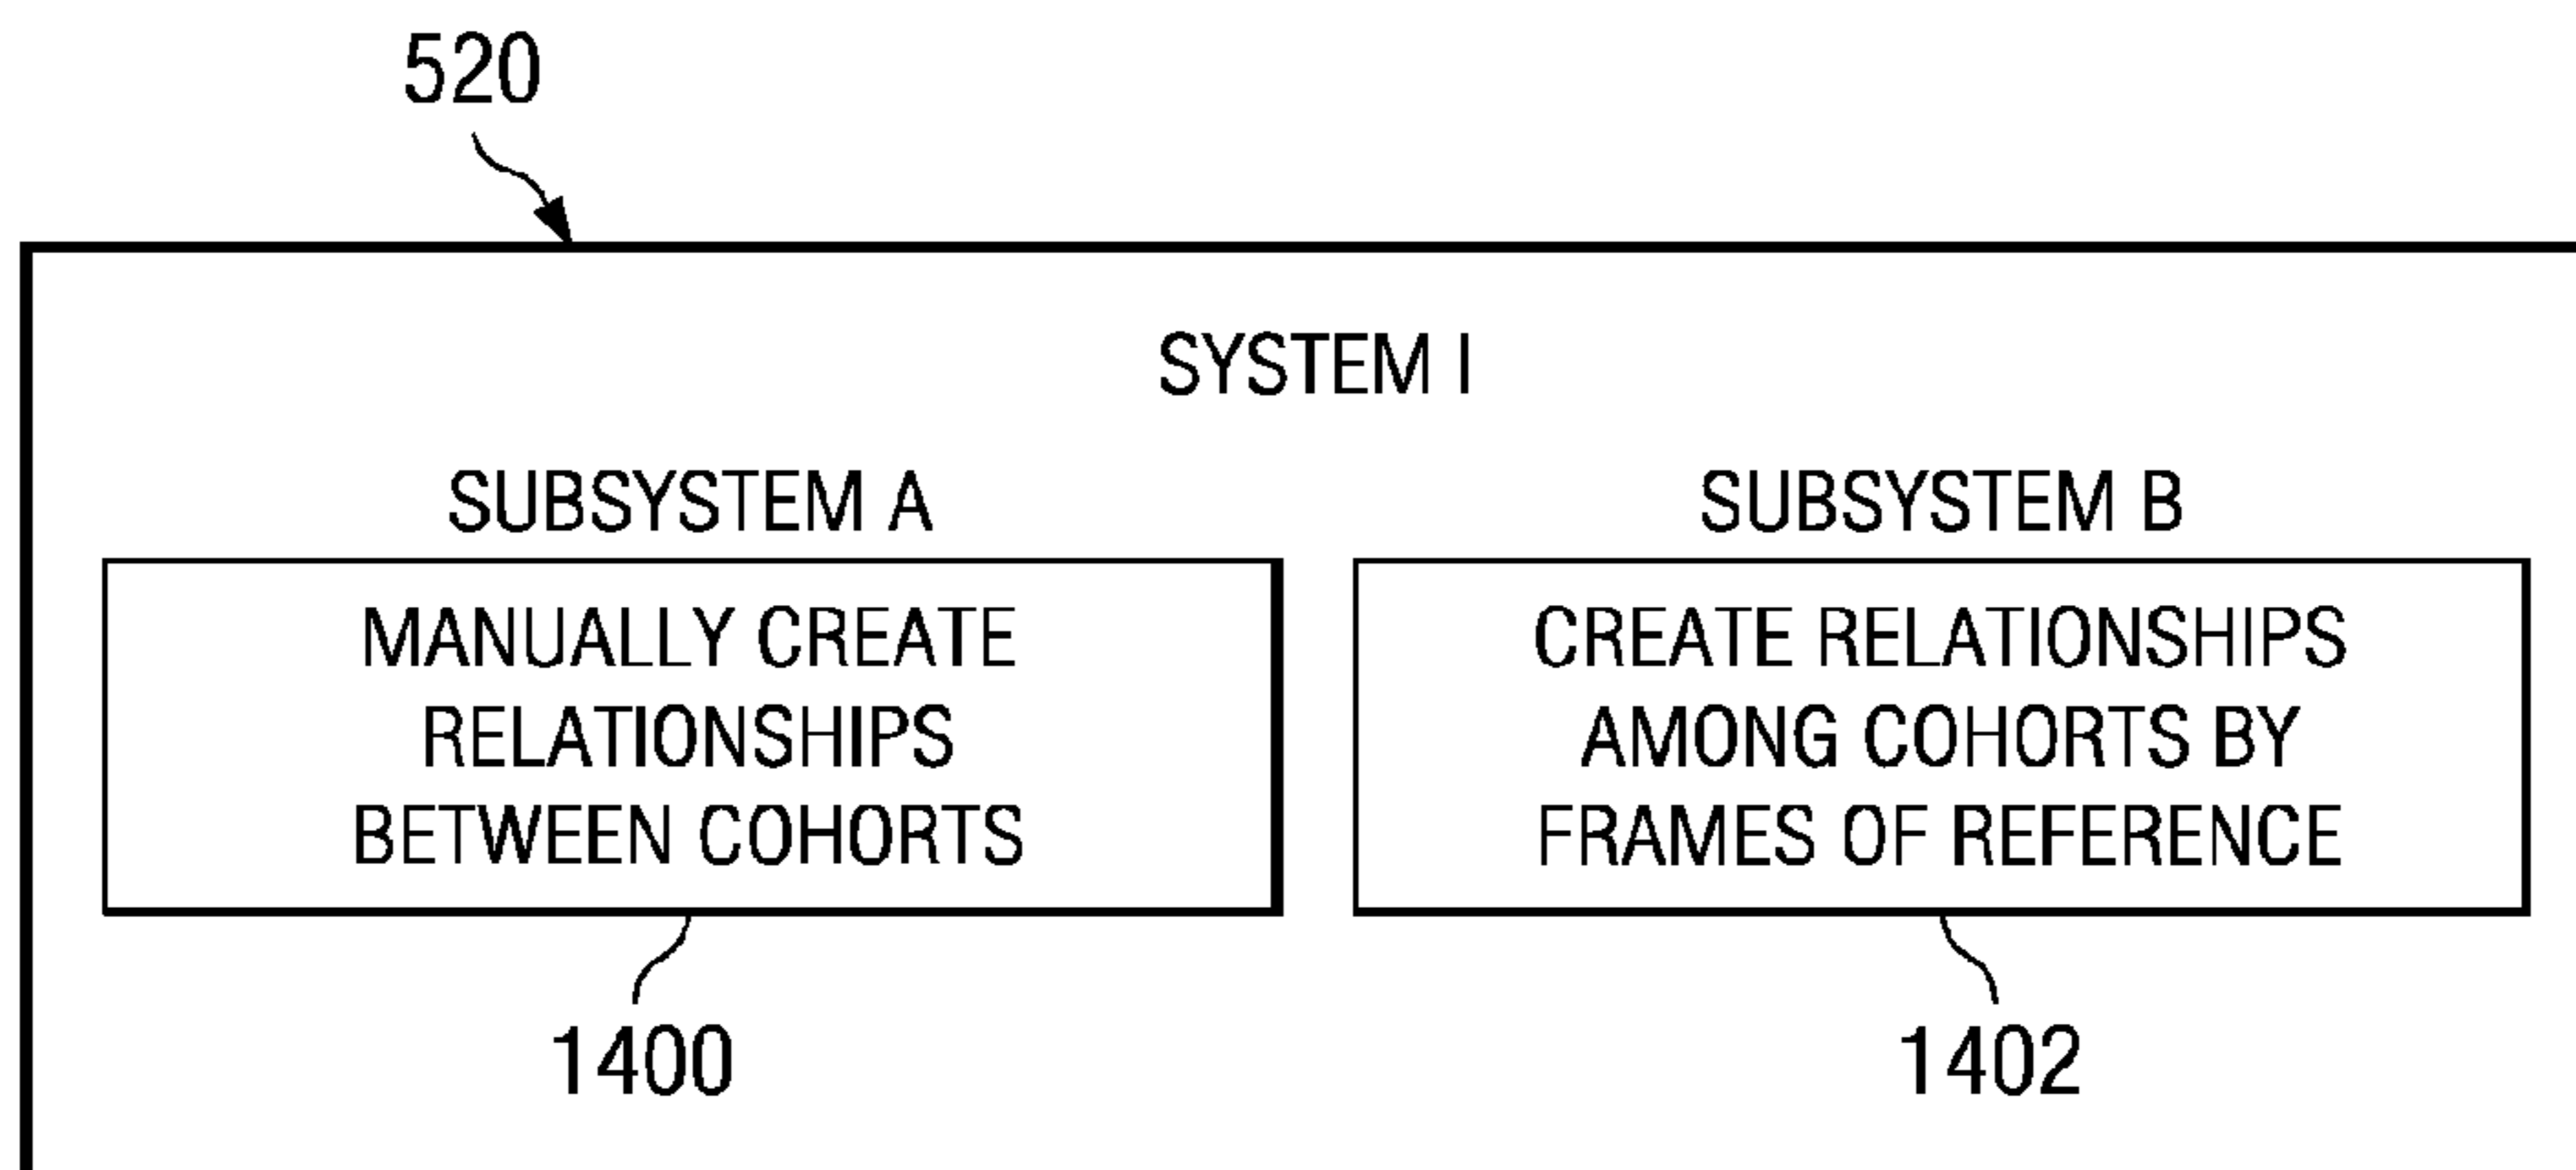 520
SYSTEM I
SUBSYSTEM A
MANUALLY CREATE
RELATIONSHIPS
BETWEEN COHORTS
1400
SUBSYSTEM B
CREATE RELATIONSHIPS
AMONG COHORTS BY
FRAMES OF REFERENCE
1402